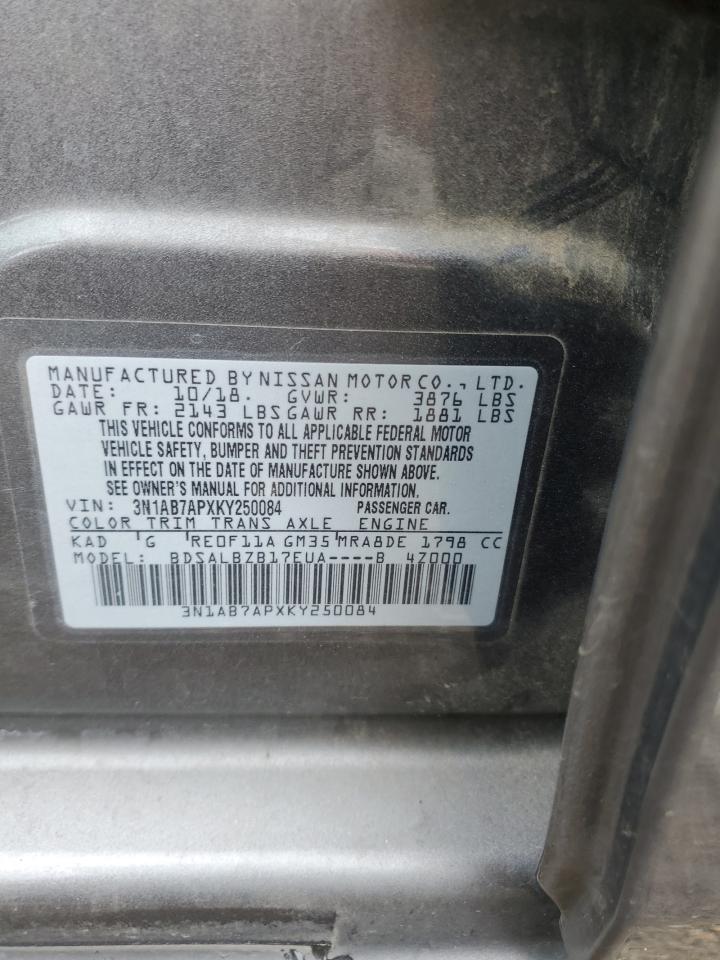 MANUFACTURED BY NISSAN MOTOR CO., LTD.
DATE: 10/18. GVWR: 3876 LBS
GAWR FR: 2143 LBS GAWR RR: 1881 LBS
THIS VEHICLE CONFORMS TO ALL APPLICABLE FEDERAL MOTOR
VEHICLE SAFETY, BUMPER AND THEFT PREVENTION STANDARDS
IN EFFECT ON THE DATE OF MANUFACTURE SHOWN ABOVE.
SEE OWNER'S MANUAL FOR ADDITIONAL INFORMATION.
VIN: 3N1AB7APXKY250084 PASSENGER CAR.
COLOR TRIM TRANS AXLE ENGINE
KAD G RE0F11A GM35 MRA8DE 1798 CC
MODEL: BDSALBZB17EUA----B 4Z000
3N1AB7APXKY250084